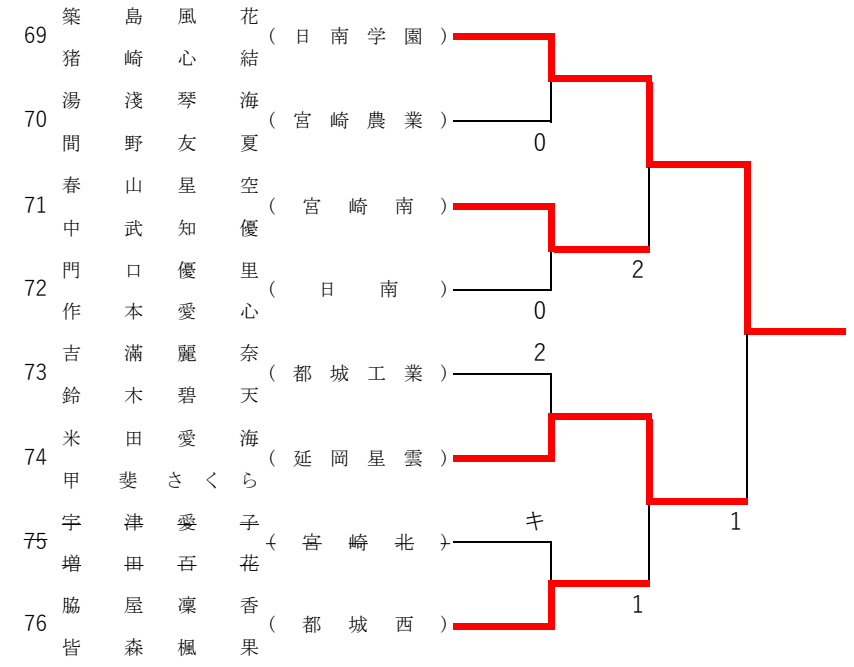 築島風花
69 (日南学園)
猪崎心結
湯淺琴海
70 (宮崎農業)
間野友夏
0
春山星空
71 (宮崎南)
中武知優
2
門口優里
72 (日南)
作本愛心
0
吉滿麗奈
2
73 (都城工業)
鈴木碧天
米田愛海
74 (延岡星雲)
甲斐さくら
宇津愛子
キ
1
75 (宮崎北)
増田百花
脇屋凜香
1
76 (都城西)
皆森楓果